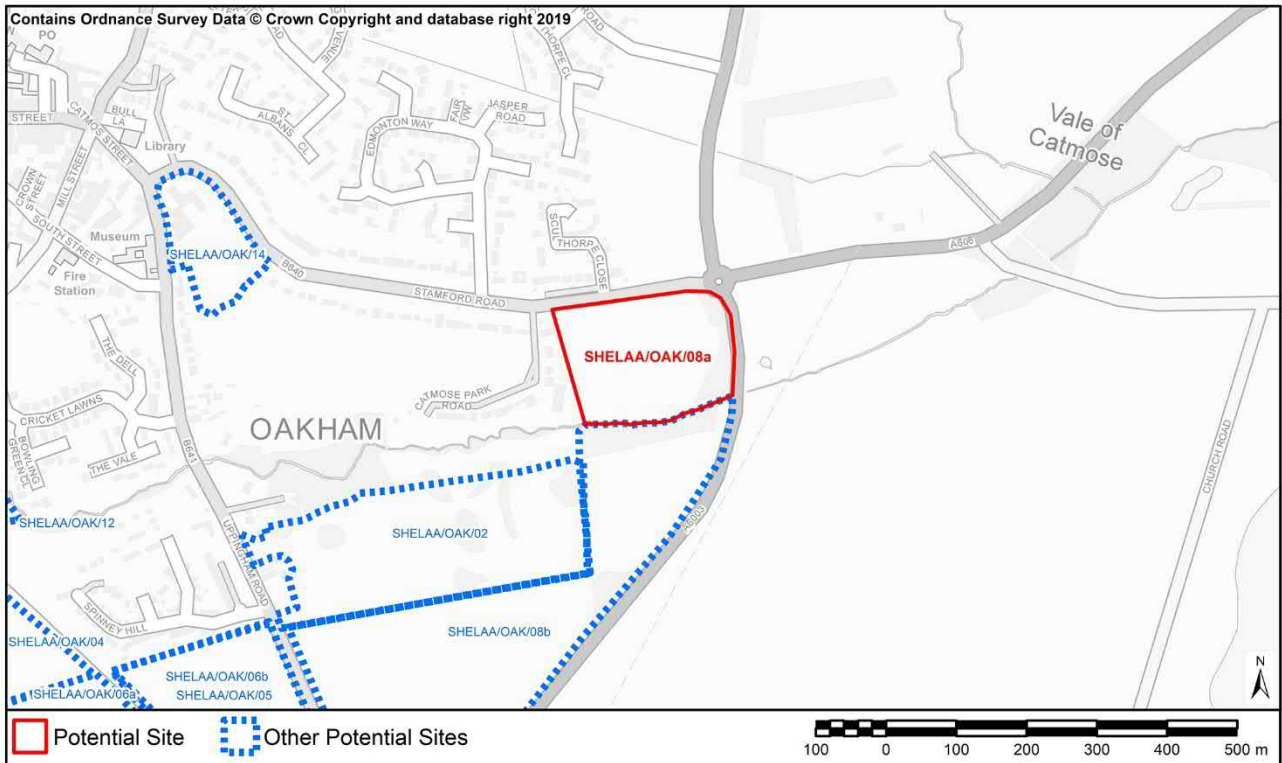 Contains Ordnance Survey Data © Crown Copyright and database right 2019
PO
STREET
CATMOS STREET
BULL
LA
Library
MILL STREET
CROWN
STREET
SOUTH STREET
Museum
Fire
Station
ST
ALBANS CL
EDMONTON WAY
FAIR
VW
JASPER
ROAD
THORPE CL
SCUL
THORPE CLOSE
Vale of
Catmose
A606
SHELAA/OAK/14
B640
STAMFORD ROAD
SHELAA/OAK/08a
CATMOSE PARK
ROAD
THE DELL
CRICKET LAWNS
BOWLING
GREEN CL
THE VALE
OAKHAM
B641
UPPINGHAM ROAD
SHELAA/OAK/12
SHELAA/OAK/02
A6003
CHURCH ROAD
SPINNEY HILL
SHELAA/OAK/04
SHELAA/OAK/08b
SHELAA/OAK/06b
SHELAA/OAK/06a
SHELAA/OAK/05
N
Potential Site
Other Potential Sites
100 0 100 200 300 400 500 m